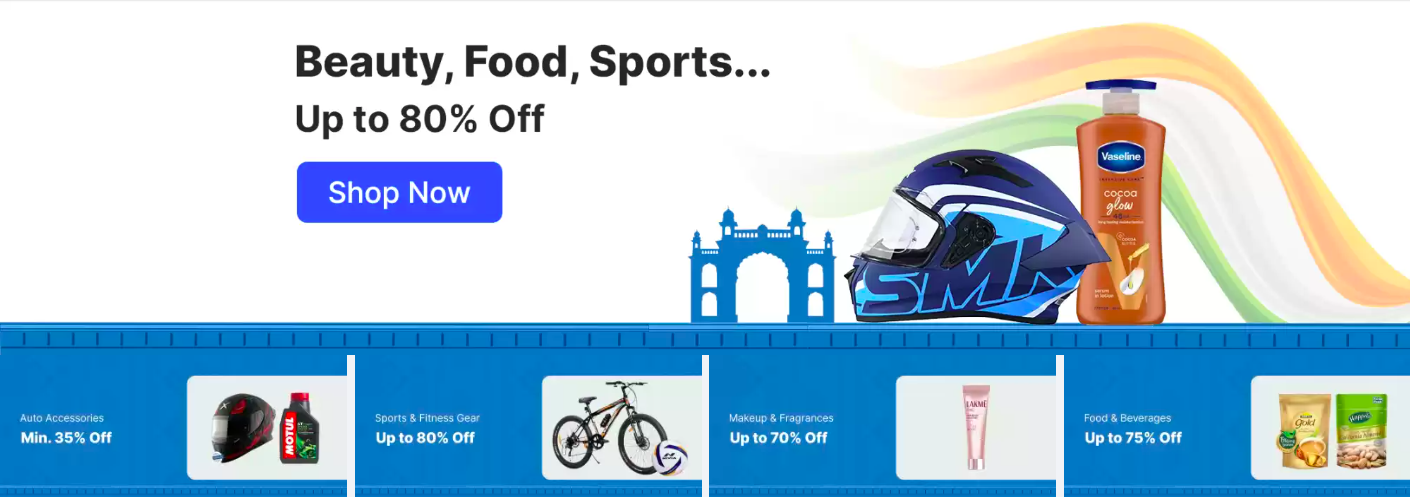 Beauty, Food, Sports...
Up to 80% Off
Shop Now
Vaseline
cocoa
glow
SMK
Auto Accessories
Min. 35% Off
MOTUL
Sports & Fitness Gear
Up to 80% Off
Makeup & Fragrances
Up to 70% Off
LAKMÉ
Food & Beverages
Up to 75% Off
gold
Happilo